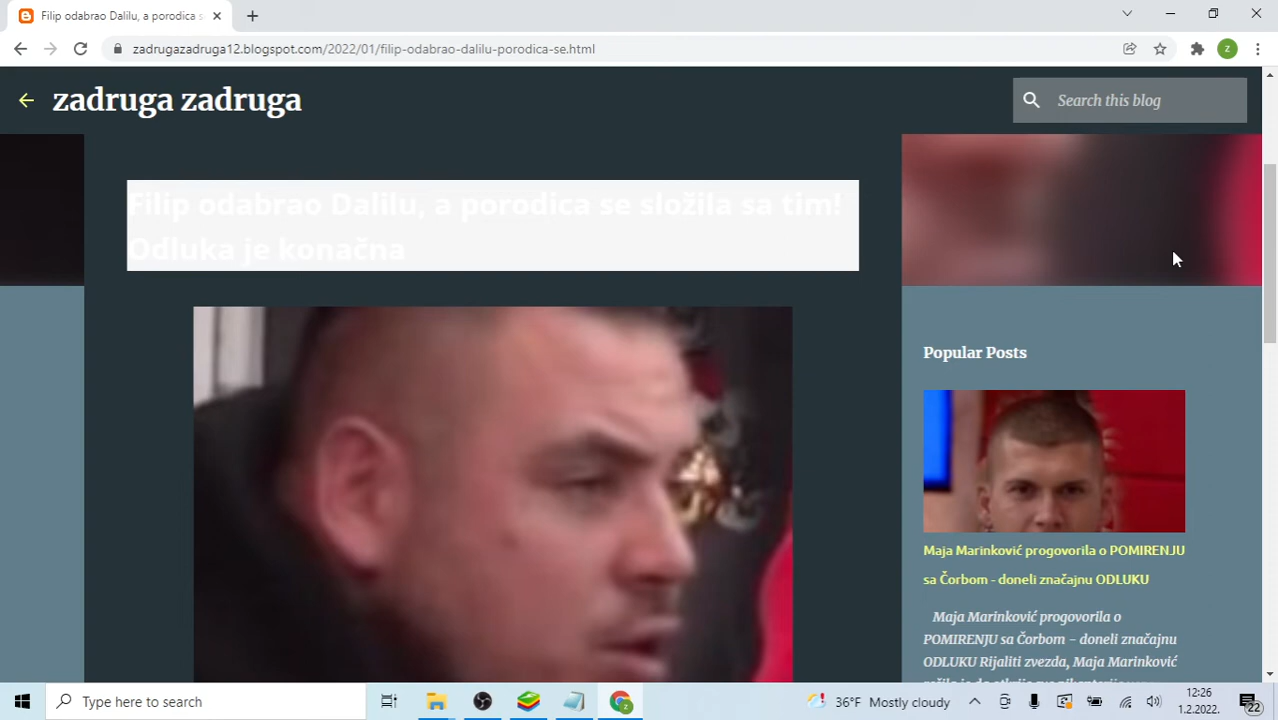 Filip odabrao Dalilu, a porodica s
zadrugazadruga12.blogspot.com/2022/01/filip-odabrao-dalilu-porodica-se.html
z
zadruga zadruga
Search this blog
Filip odabrao Dalilu, a porodica se složila sa tim!
Odluka je konačna
Popular Posts
Maja Marinković progovorila o POMIRENJU
sa Čorbom - doneli značajnu ODLUKU
Maja Marinković progovorila o
POMIRENJU sa Čorbom – doneli značajnu
ODLUKU Rijaliti zvezda, Maja Marinković
Type here to search
z
36°F Mostly cloudy
12:26
1.2.2022.
22